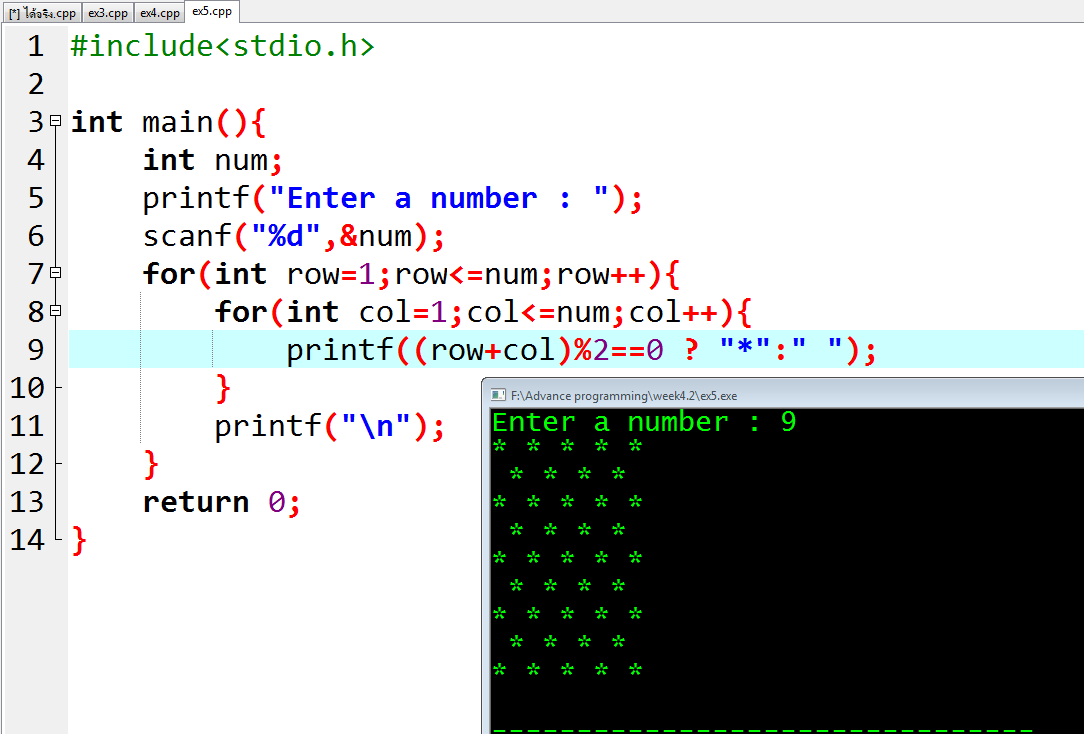 [*] ได้จริง.cpp ex3.cpp ex4.cpp ex5.cpp
1 #include<stdio.h>
2
3 int main(){
4 int num;
5 printf("Enter a number : ");
6 scanf("%d",&num);
7 for(int row=1;row<=num;row++){
8 for(int col=1;col<=num;col++){
9 printf((row+col)%2==0 ? "*":" ");
10 }
11 printf("\n");
12 }
13 return 0;
14 }
F:\Advance programming\week4.2\ex5.exe
Enter a number : 9
* * * * *
 * * * *
* * * * *
 * * * *
* * * * *
 * * * *
* * * * *
 * * * *
* * * * *
--------------------------------